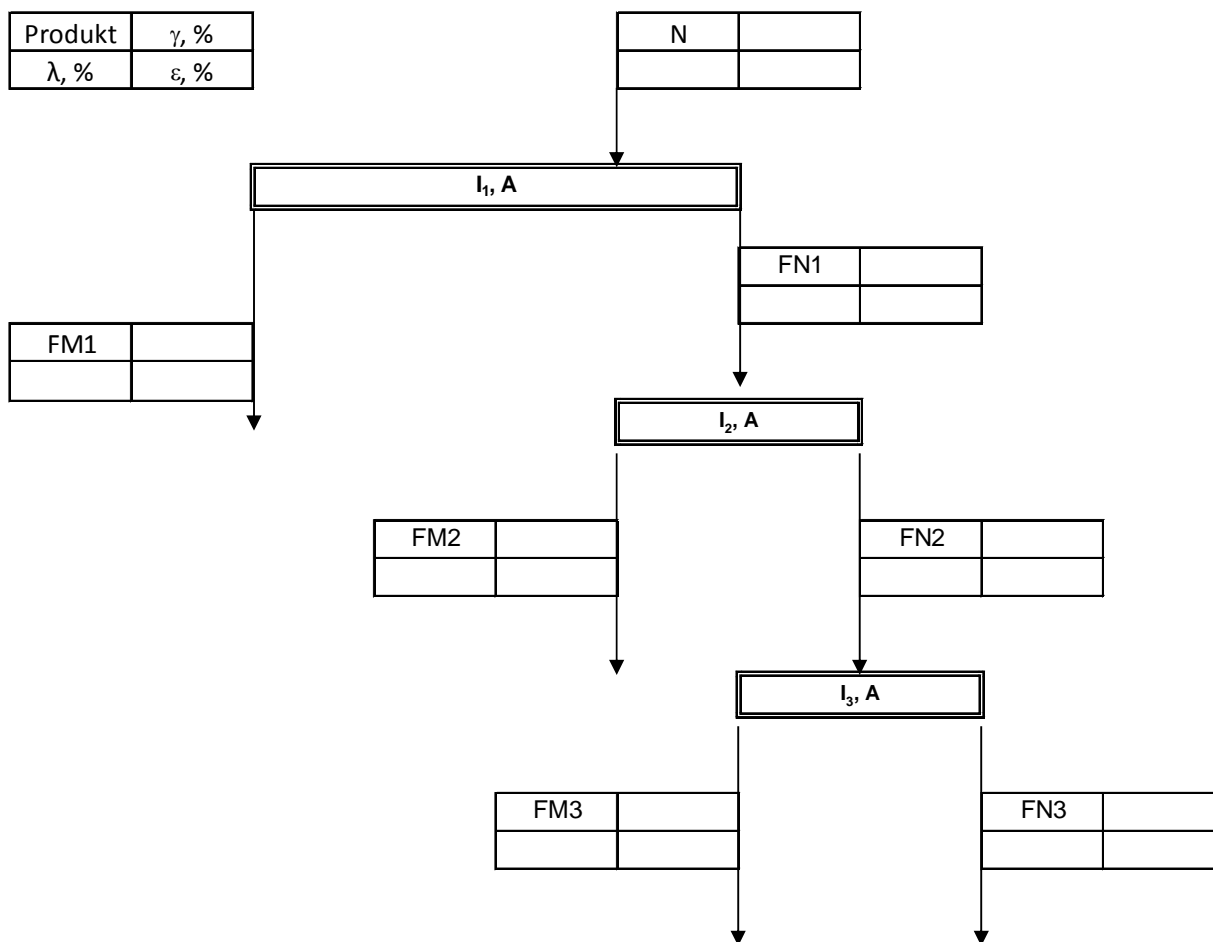 Produkt γ, %
λ, % ε, %
N
I₁, A
FN1
FM1
I₂, A
FM2
FN2
I₃, A
FM3
FN3